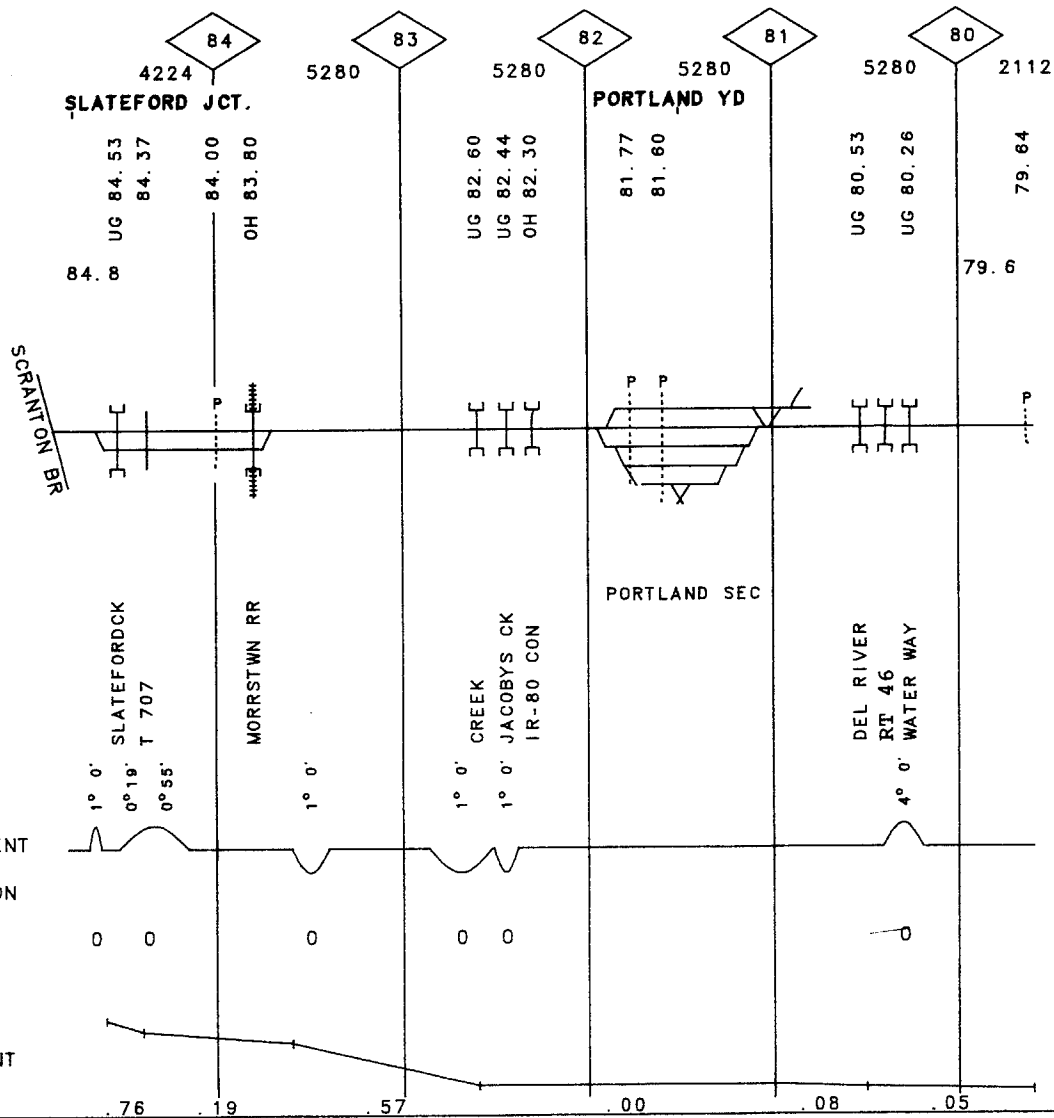 84 83 82 81 80
4224 5280 5280 5280 5280 2112
SLATEFORD JCT. PORTLAND YD
UG 84.53
84.37
84.00
OH 83.80
UG 82.60
UG 82.44
OH 82.30
81.77
81.60
UG 80.53
UG 80.26
79.64
84.8 79.6
SCRANTON BR
P
P P
P
PORTLAND SEC
SLATEFORDCK
T 707
MORRSTWN RR
CREEK
JACOBYS CK
IR-80 CON
DEL RIVER
RT 46
WATER WAY
1° 0'
0°19'
0°55'
1° 0'
1° 0'
1° 0'
4° 0'
ENT
ON
0 0 0 0 0 0
NT
.76 .19 .57 .00 .08 .05